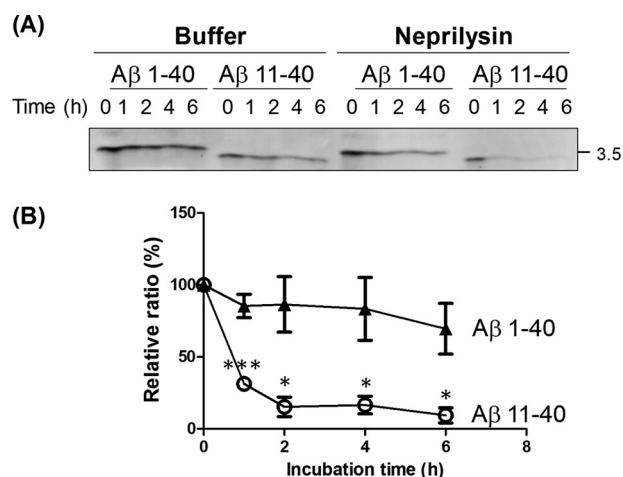 (A)
Buffer Neprilysin
Aβ 1-40 Aβ 11-40 Aβ 1-40 Aβ 11-40
Time (h) 0 1 2 4 6 0 1 2 4 6 0 1 2 4 6 0 1 2 4 6
3.5
(B)
150
100
50
0
Relative ratio (%)
***
*
*
*
Aβ 1-40
Aβ 11-40
0 2 4 6 8
Incubation time (h)